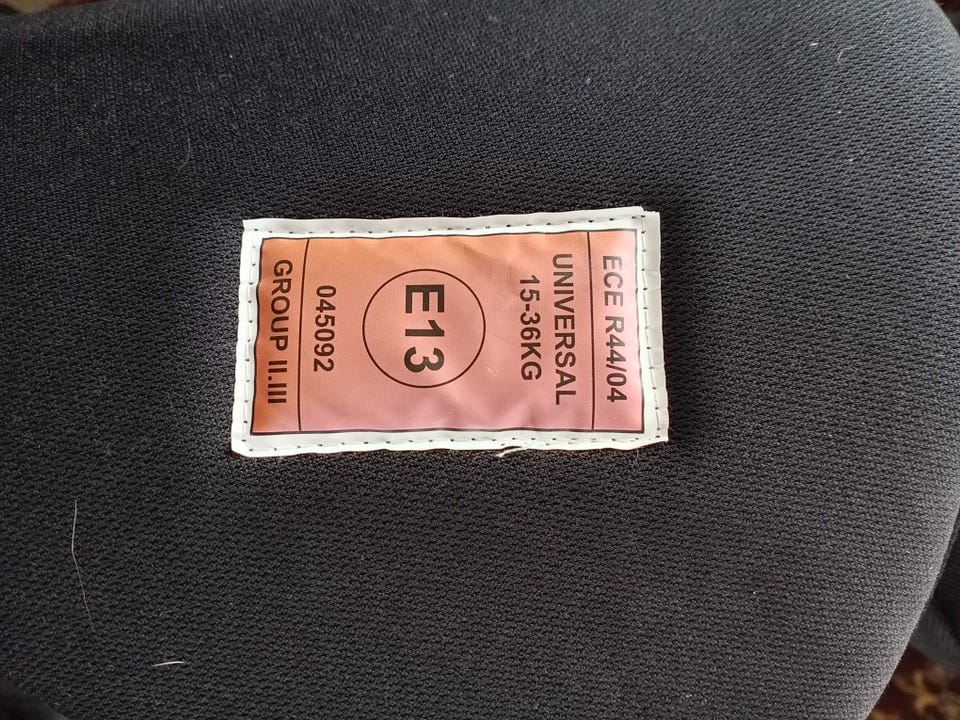 ECE R44/04
UNIVERSAL
15-36KG
E13
045092
GROUP II.III